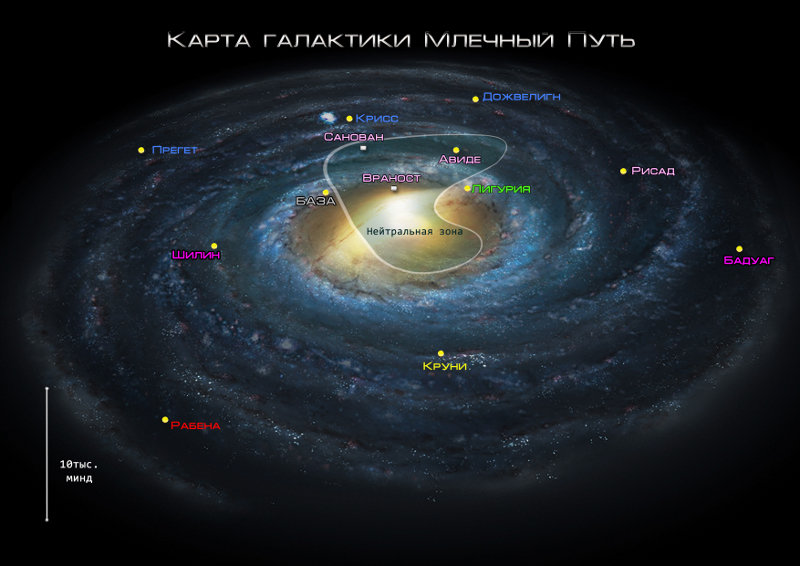 Карта галактики Млечный Путь
Дожвелигн
Крисс
Санован
Прегет
Авиде
Рисад
Враност
Лигурия
БАЗА
Нейтральная зона
Шилин
Бадуаг
Круни
Рабена
10тыс.
минд